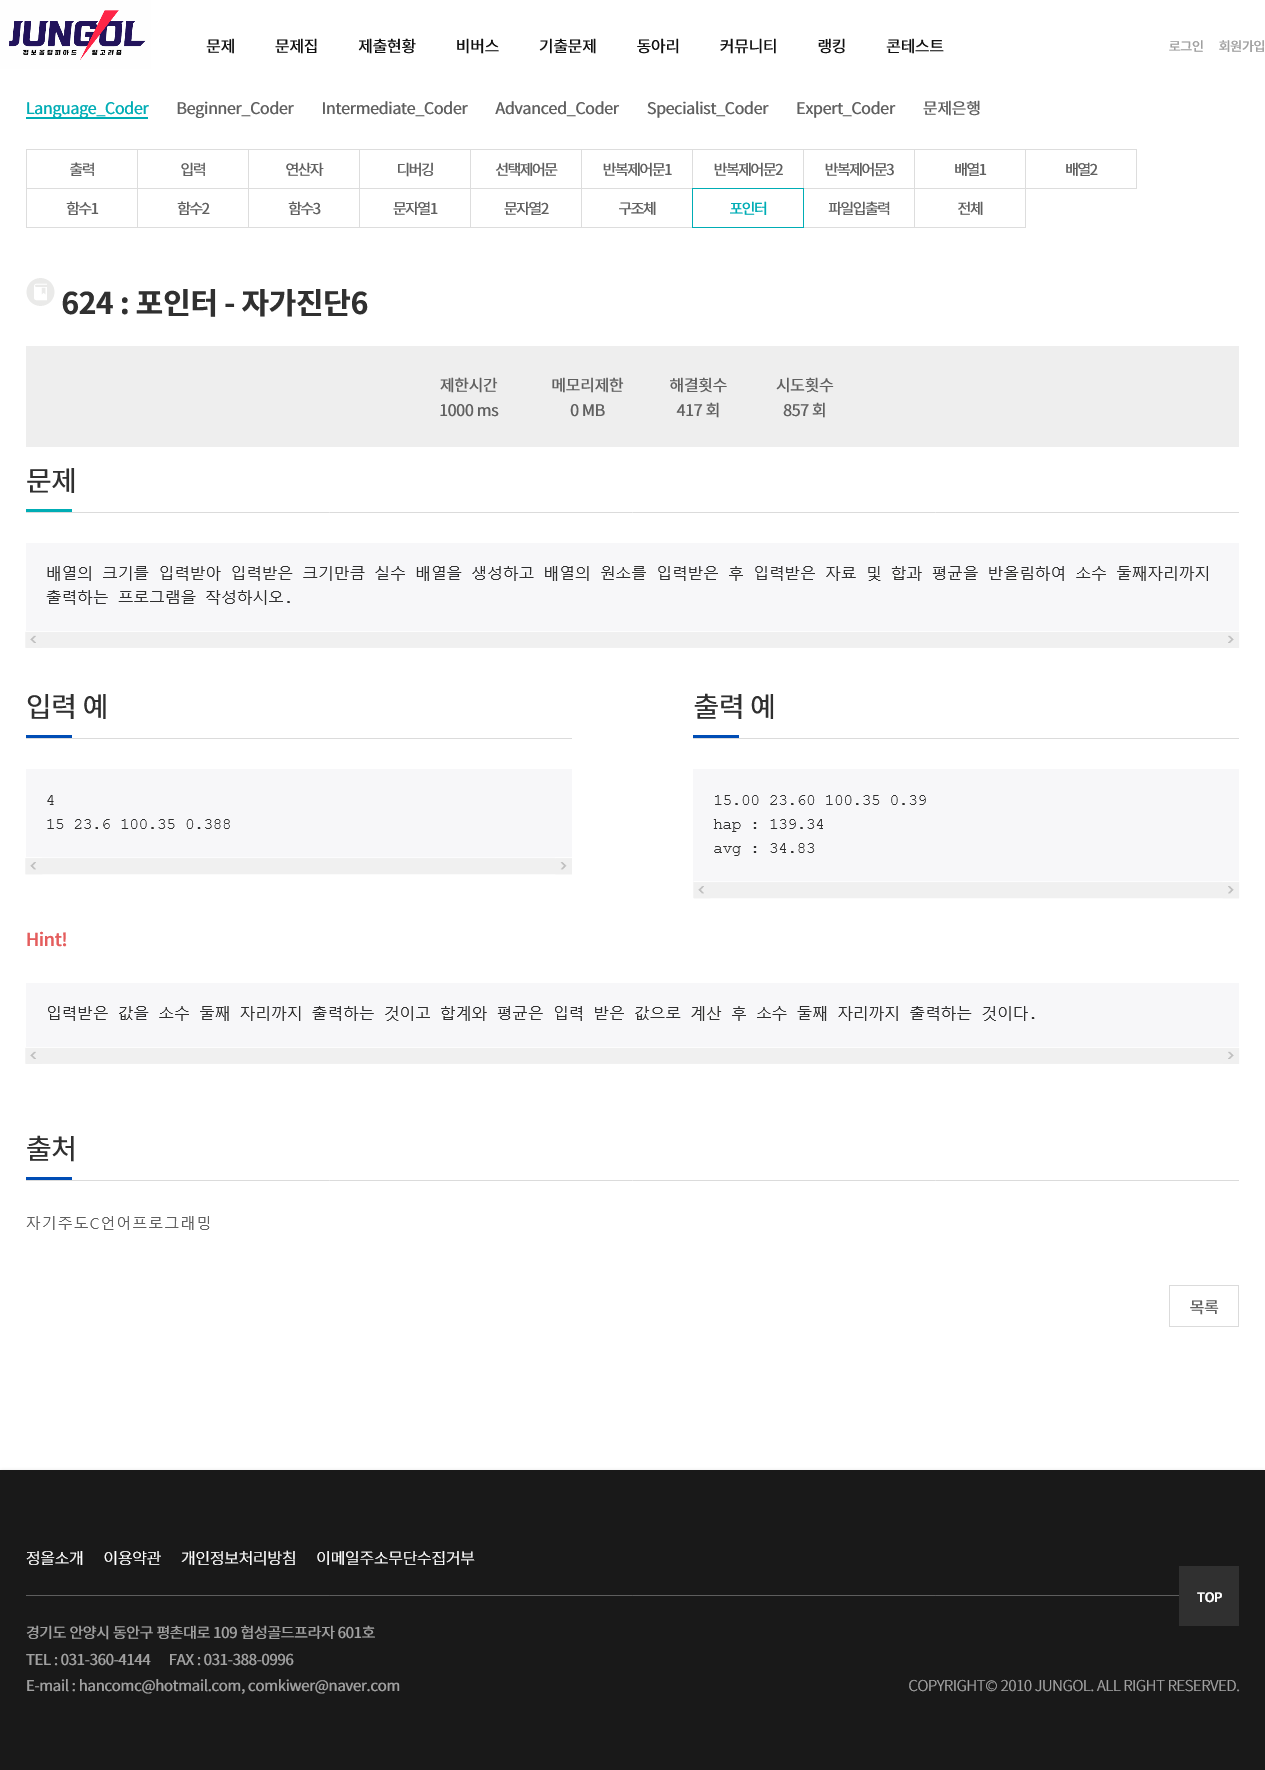 JUNGOL
정보올림피아드 알고리즘
문제 문제집 제출현황 비버스 기출문제 동아리 커뮤니티 랭킹 콘테스트 로그인 회원가입
Language_Coder Beginner_Coder Intermediate_Coder Advanced_Coder Specialist_Coder Expert_Coder 문제은행
출력 입력 연산자 디버깅 선택제어문 반복제어문1 반복제어문2 반복제어문3 배열1 배열2
함수1 함수2 함수3 문자열1 문자열2 구조체 포인터 파일입출력 전체
624 : 포인터 - 자가진단6
제한시간 메모리제한 해결횟수 시도횟수
1000 ms 0 MB 417 회 857 회
문제
배열의 크기를 입력받아 입력받은 크기만큼 실수 배열을 생성하고 배열의 원소를 입력받은 후 입력받은 자료 및 합과 평균을 반올림하여 소수 둘째자리까지
출력하는 프로그램을 작성하시오.
입력 예
4
15 23.6 100.35 0.388
출력 예
15.00 23.60 100.35 0.39
hap : 139.34
avg : 34.83
Hint!
입력받은 값을 소수 둘째 자리까지 출력하는 것이고 합계와 평균은 입력 받은 값으로 계산 후 소수 둘째 자리까지 출력하는 것이다.
출처
자기주도C언어프로그래밍
목록
정올소개 이용약관 개인정보처리방침 이메일주소무단수집거부
TOP
경기도 안양시 동안구 평촌대로 109 협성골드프라자 601호
TEL : 031-360-4144 FAX : 031-388-0996
E-mail : hancomc@hotmail.com, comkiwer@naver.com
COPYRIGHT© 2010 JUNGOL. ALL RIGHT RESERVED.